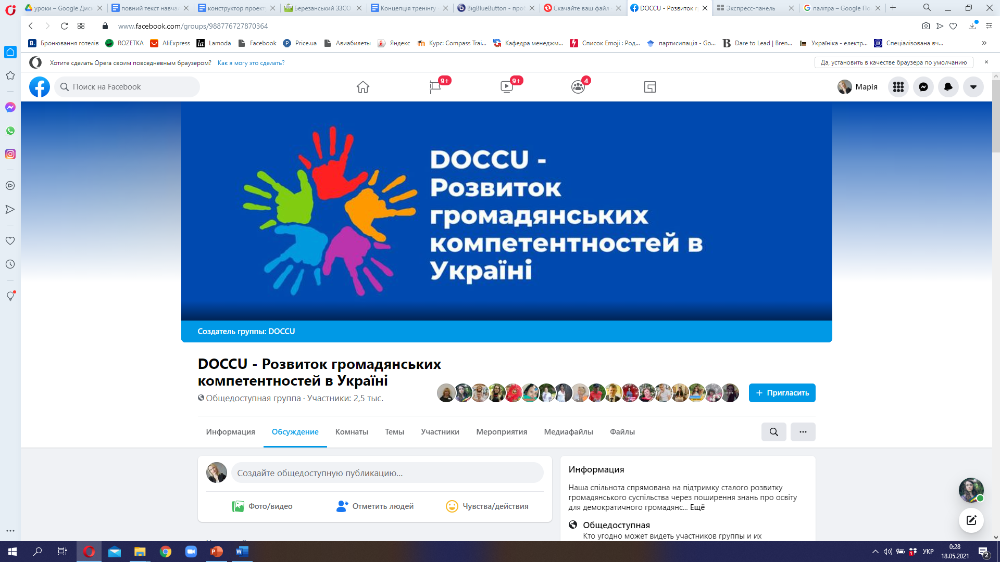 уроки – Google Дис
повний текст навча
конструктор проект
Березанський ЗЗСО
Концепція тренінгу
BigBlueButton - про
Скачайте ваш файл
DOCCU - Розвиток г
Экспресс-панель
палітра – Google По
www.facebook.com/groups/988776727870364
Бронювання готелів
ROZETKA
AliExpress
Lamoda
Facebook
Price.ua
Авиабилеты
Яндекс
Курс: Compass Trai...
Кафедра менеджм...
Список Emoji : Род...
партисипація - Go...
Dare to Lead | Bren...
Україніка - електр...
Спеціалізована вч...
»
Хотите сделать Opera своим повседневным браузером?
Как я могу это сделать?
Да, установить в качестве браузера по умолчанию
Поиск на Facebook
9+
9+
4
Марія
DOCCU -
Розвиток
громадянських
компетентностей в
Україні
Создатель группы: DOCCU
DOCCU - Розвиток громадянських
компетентностей в Україні
Общедоступная группа · Участники: 2,5 тыс.
+ Пригласить
Информация
Обсуждение
Комнаты
Темы
Участники
Мероприятия
Медиафайлы
Файлы
Создайте общедоступную публикацию...
Фото/видео
Отметить людей
Чувства/действия
Информация
Наша спільнота спрямована на підтримку сталого розвитку
громадянського суспільства через поширення знань про освіту
для демократичного громадянс... Ещё
Общедоступная
Кто угодно может видеть участников группы и их
УКР
0:28
18.05.2021
2